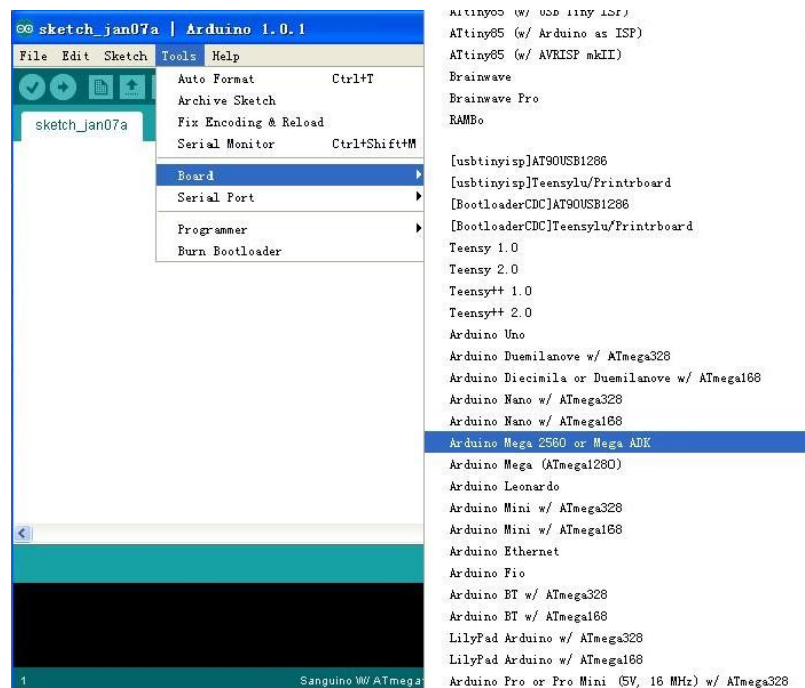 sketch_jan07a | Arduino 1.0.1
File Edit Sketch Tools Help
sketch_jan07a
Auto Format Ctrl+T
Archive Sketch
Fix Encoding & Reload
Serial Monitor Ctrl+Shift+M
Board
Serial Port
Programmer
Burn Bootloader
1
Sanguino W/ ATmega
ATtiny85 (w/ USB Tiny ISP)
ATtiny85 (w/ Arduino as ISP)
ATtiny85 (w/ AVRISP mkII)
Brainwave
Brainwave Pro
RAMBo
[usbtinyisp]AT90USB1286
[usbtinyisp]Teensylu/Printrboard
[BootloaderCDC]AT90USB1286
[BootloaderCDC]Teensylu/Printrboard
Teensy 1.0
Teensy 2.0
Teensy++ 1.0
Teensy++ 2.0
Arduino Uno
Arduino Duemilanove w/ ATmega328
Arduino Diecimila or Duemilanove w/ ATmega168
Arduino Nano w/ ATmega328
Arduino Nano w/ ATmega168
Arduino Mega 2560 or Mega ADK
Arduino Mega (ATmega1280)
Arduino Leonardo
Arduino Mini w/ ATmega328
Arduino Mini w/ ATmega168
Arduino Ethernet
Arduino Fio
Arduino BT w/ ATmega328
Arduino BT w/ ATmega168
LilyPad Arduino w/ ATmega328
LilyPad Arduino w/ ATmega168
Arduino Pro or Pro Mini (5V, 16 MHz) w/ ATmega328